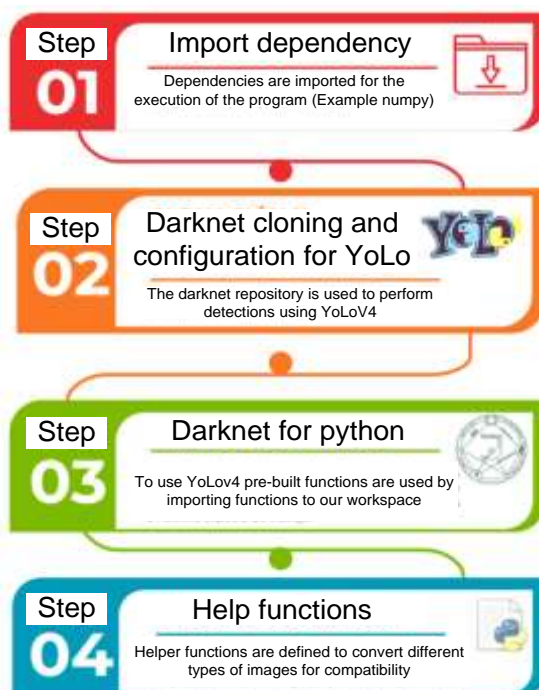 Step
01
Import dependency
Dependencies are imported for the
execution of the program (Example numpy)
Step
02
Darknet cloning and
configuration for YoLo
YoLo
The darknet repository is used to perform
detections using YoLoV4
Step
03
Darknet for python
To use YoLov4 pre-built functions are used by
importing functions to our workspace
Step
04
Help functions
Helper functions are defined to convert different
types of images for compatibility